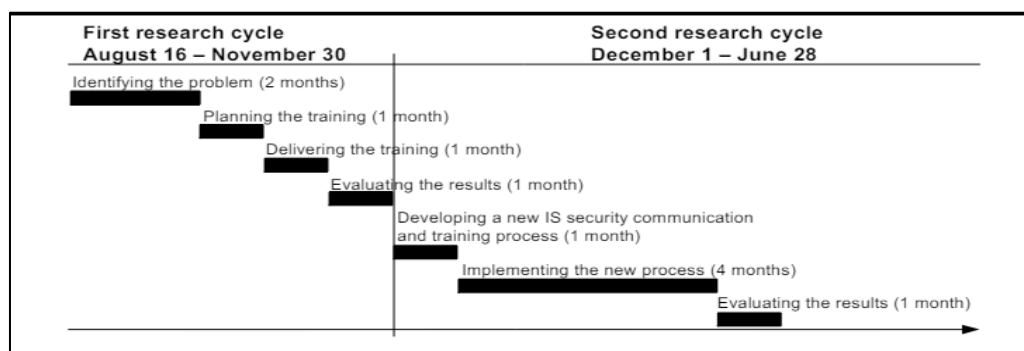 First research cycle
August 16 – November 30
Second research cycle
December 1 – June 28
Identifying the problem (2 months)
Planning the training (1 month)
Delivering the training (1 month)
Evaluating the results (1 month)
Developing a new IS security communication
and training process (1 month)
Implementing the new process (4 months)
Evaluating the results (1 month)